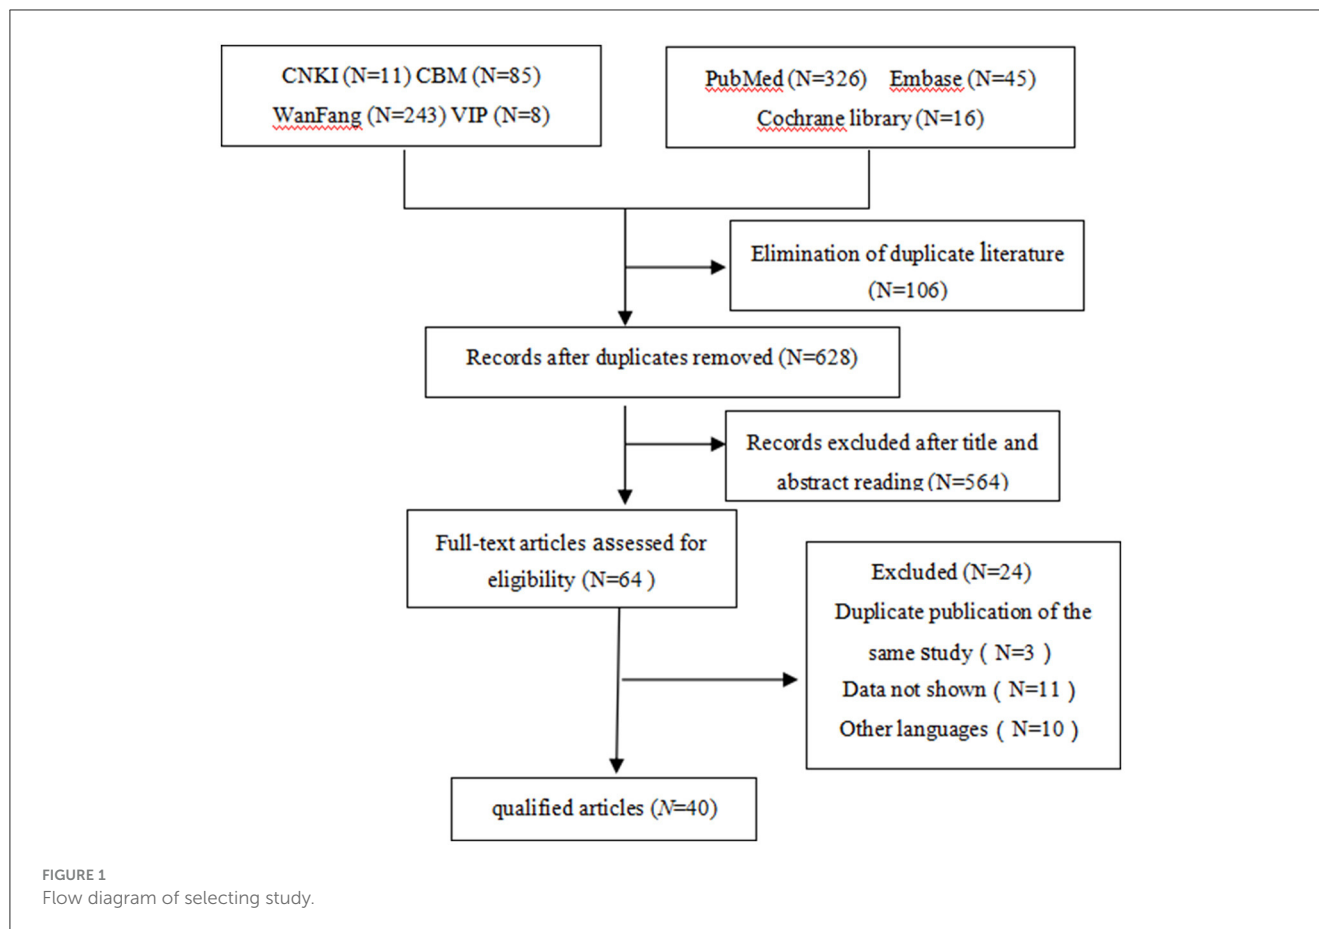 CNKI (N=11) CBM (N=85)
WanFang (N=243) VIP (N=8)
PubMed (N=326) Embase (N=45)
Cochrane library (N=16)
Elimination of duplicate literature
(N=106)
Records after duplicates removed (N=628)
Records excluded after title and
abstract reading (N=564)
Full-text articles assessed for
eligibility (N=64 )
Excluded (N=24)
Duplicate publication of the
same study ( N=3 )
Data not shown ( N=11 )
Other languages ( N=10 )
qualified articles (N=40)
FIGURE 1
Flow diagram of selecting study.